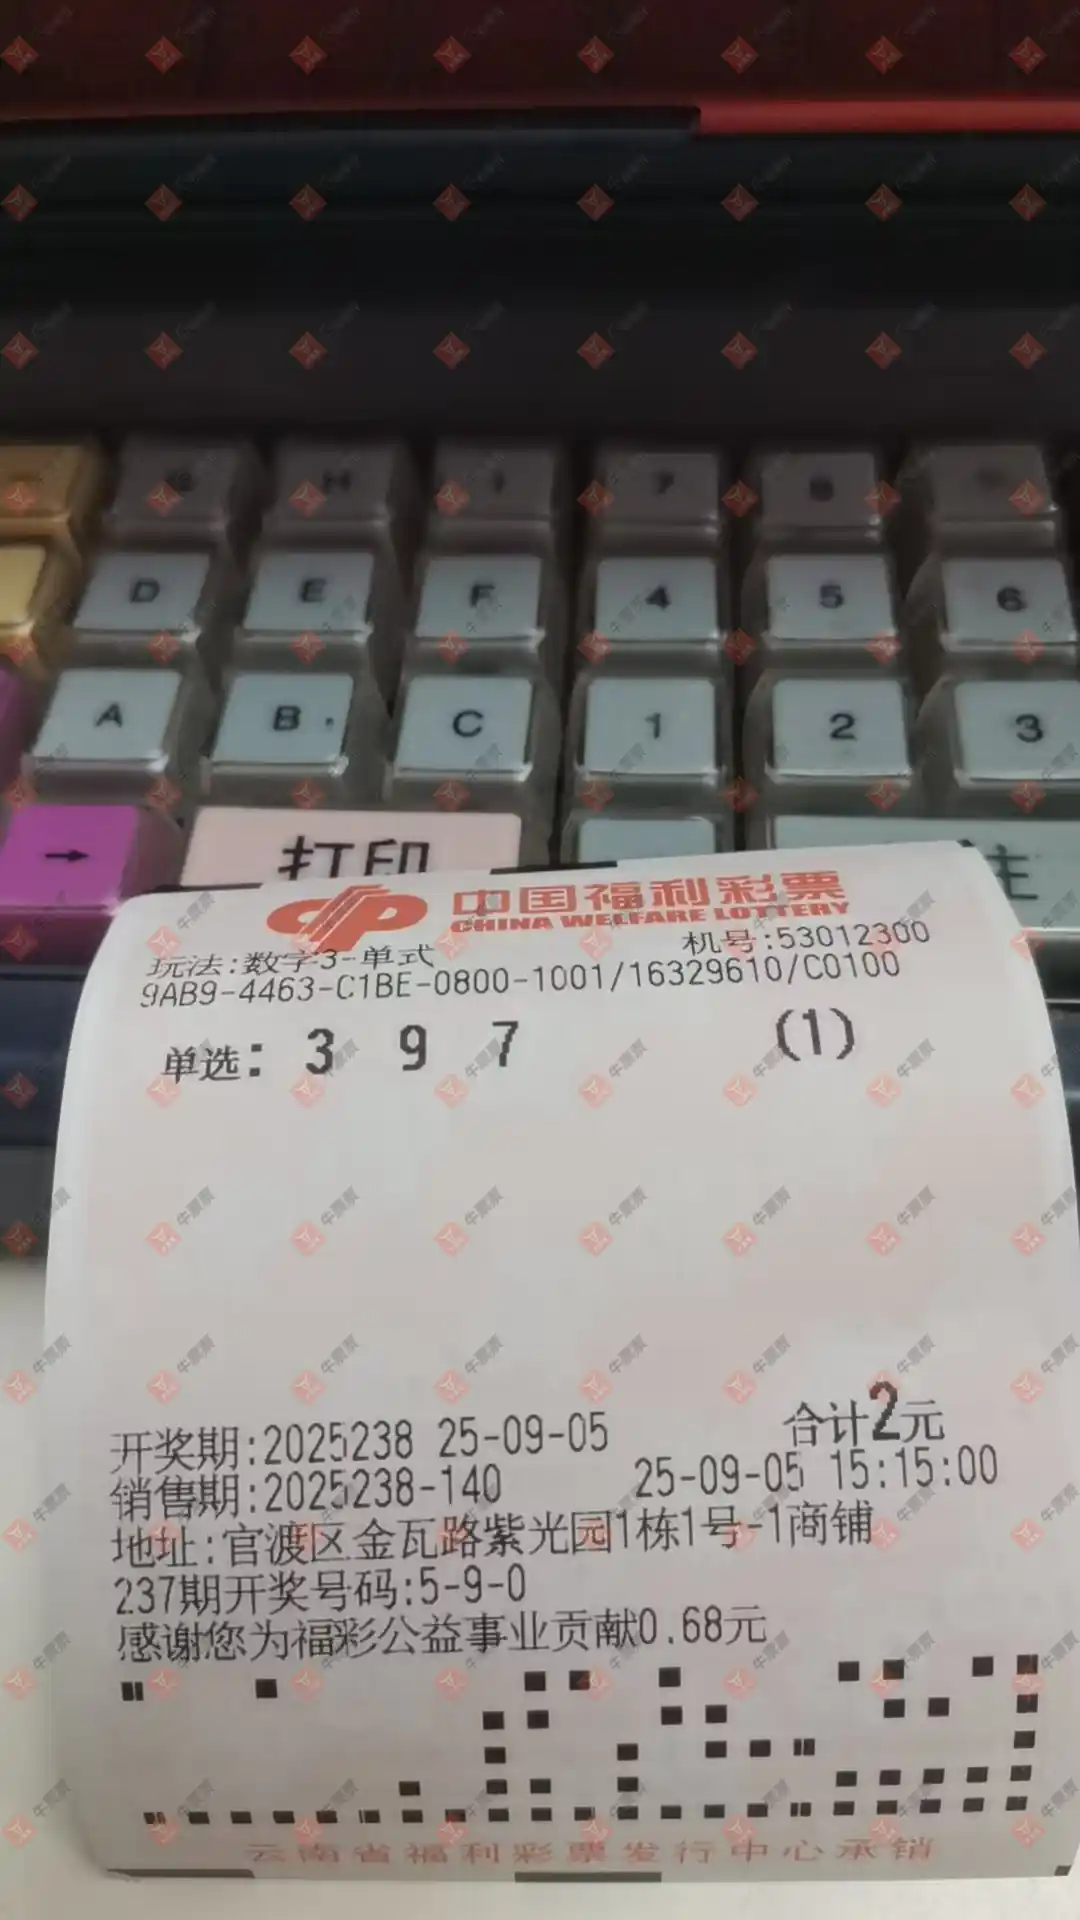 H
7
8
D
E
F
4
5
6
A
B
C
1
2
3
→
打印
注
中国福利彩票
CHINA WELFARE LOTTERY
玩法:数字3-单式 机号:53012300
9AB9-4463-C1BE-0800-1001/16329610/C0100
单选: 3 9 7 (1)
开奖期:2025238 25-09-05 合计2元
销售期:2025238-140 25-09-05 15:15:00
地址:官渡区金瓦路紫光园1栋1号-1商铺
237期开奖号码:5-9-0
感谢您为福彩公益事业贡献0.68元
云南省福利彩票发行中心承销
牛票票